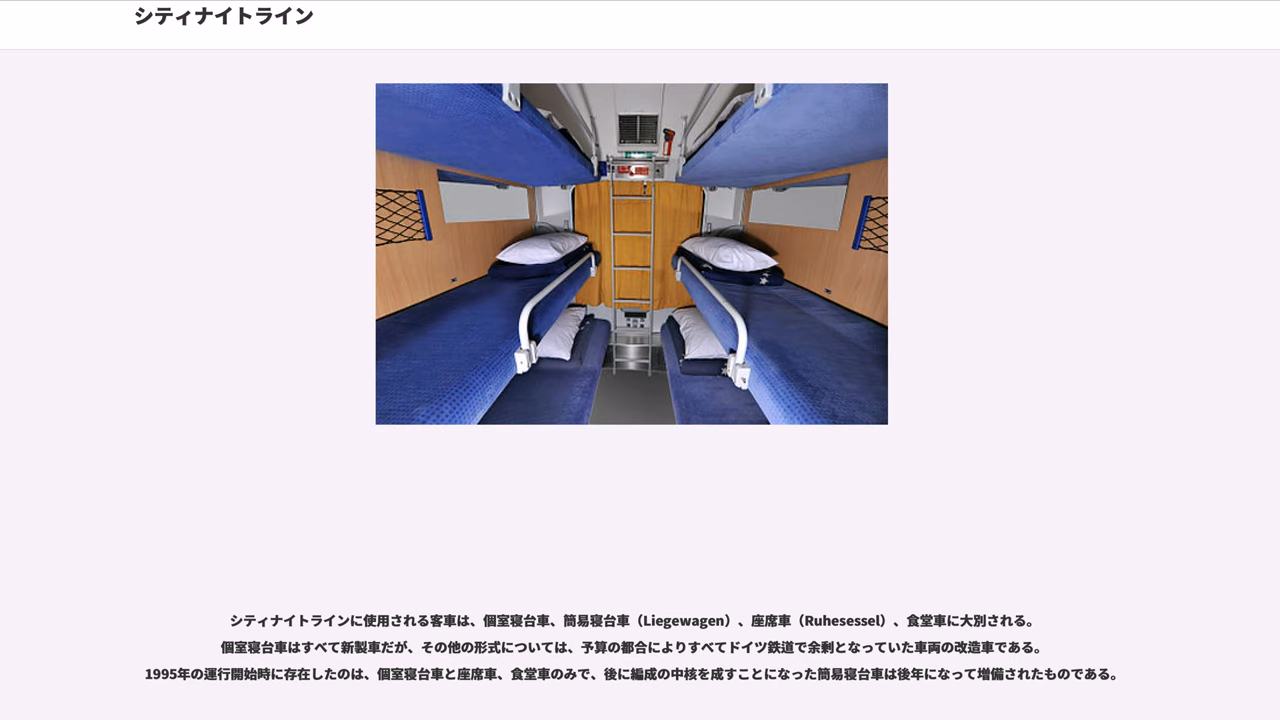 シティナイトライン
シティナイトラインに使用される客車は、個室寝台車、簡易寝台車（Liegewagen）、座席車（Ruhesessel）、食堂車に大別される。
個室寝台車はすべて新製車だが、その他の形式については、予算の都合によりすべてドイツ鉄道で余剰となっていた車両の改造車である。
1995年の運行開始時に存在したのは、個室寝台車と座席車、食堂車のみで、後に編成の中核を成すことになった簡易寝台車は後年になって増備されたものである。